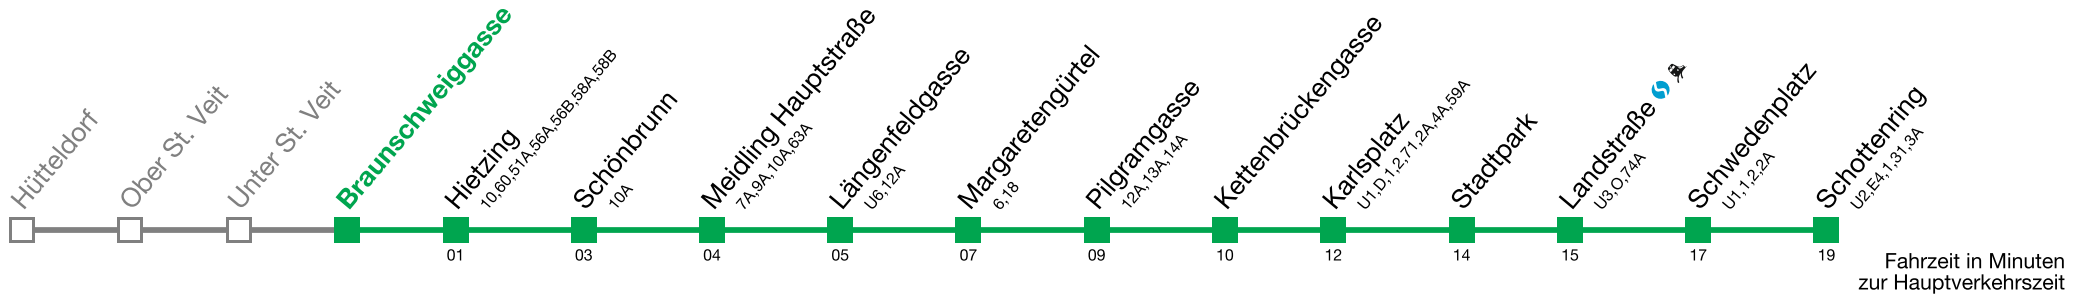 Hütteldorf
Ober St. Veit
Unter St. Veit
Braunschweiggasse
Hietzing
10,60,51A,56A,56B,58A,58B
01
Schönbrunn
10A
03
Meidling Hauptstraße
7A,9A,10A,63A
04
Längenfeldgasse
U6,12A
05
Margaretengürtel
6,18
07
Pilgramgasse
12A,13A,14A
09
Kettenbrückengasse
10
Karlsplatz
U1,D,1,2,71,2A,4A,59A
12
Stadtpark
14
Landstraße
U3,O,74A
15
Schwedenplatz
U1,1,2,2A
17
Schottenring
U2,E4,1,31,3A
19
Fahrzeit in Minuten
zur Hauptverkehrszeit